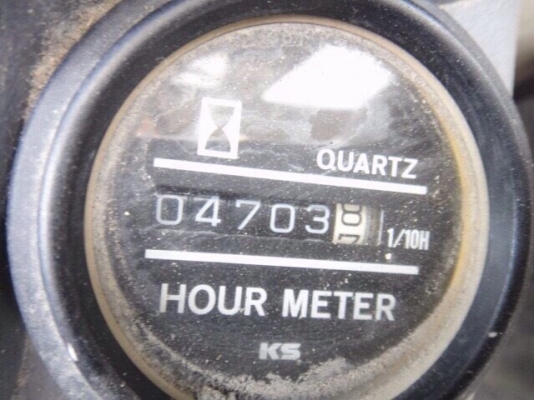 QUARTZ
04703 1/10H
HOUR METER
KS